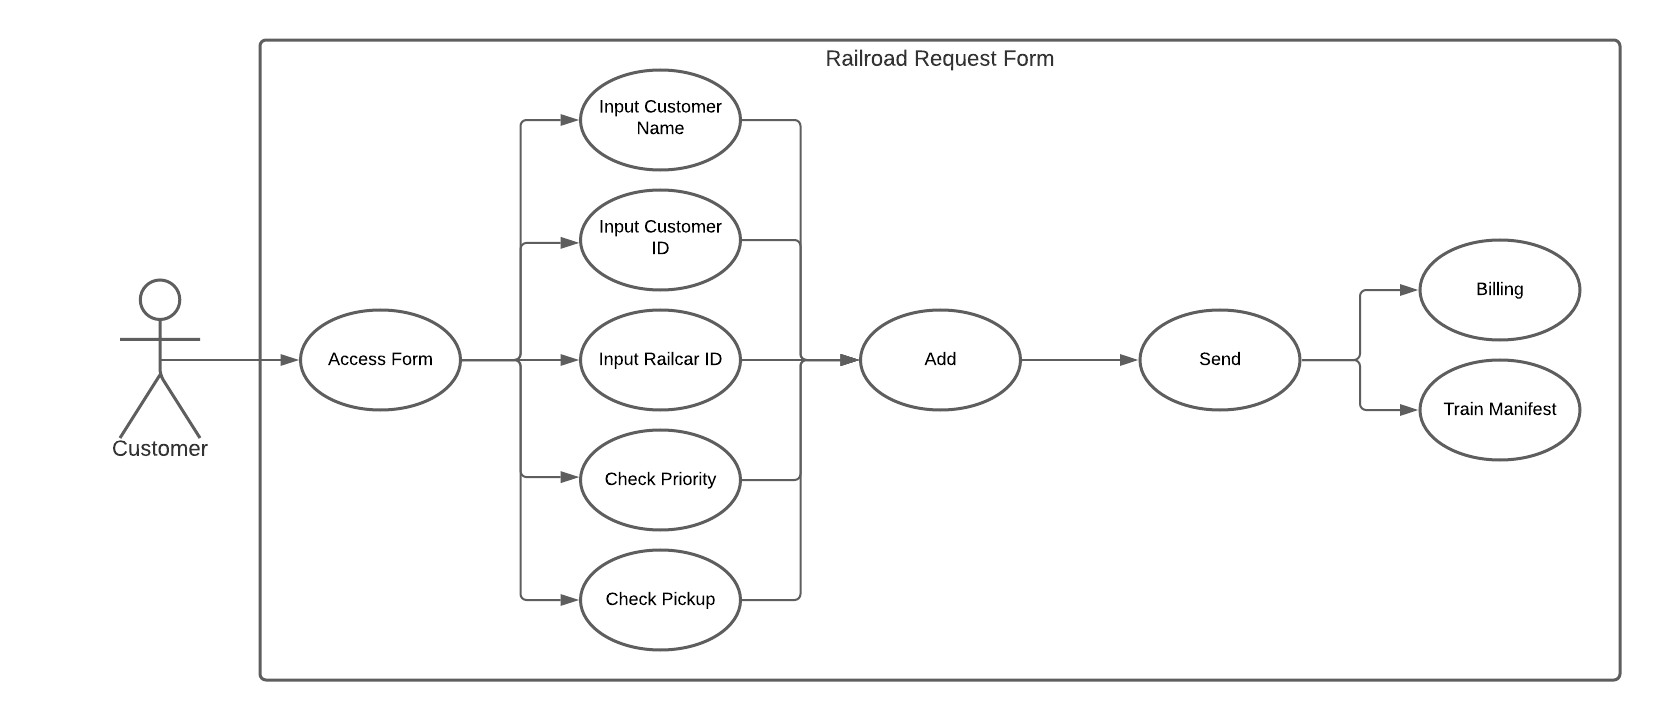 Railroad Request Form
Input Customer
Name
Input Customer
ID
Input Railcar ID
Check Priority
Check Pickup
Customer
Access Form
Add
Send
Billing
Train Manifest